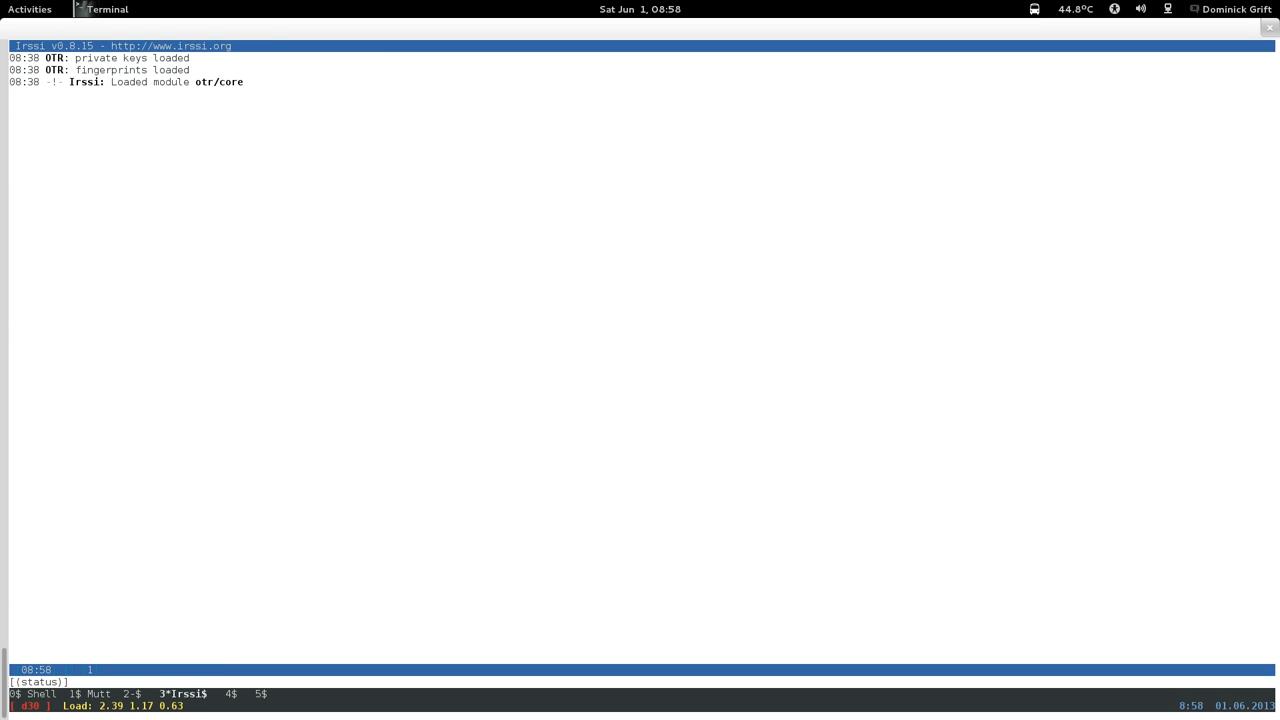 Activities Terminal Sat Jun 1, 08:58 44.8ºC Dominick Grift
Irssi v0.8.15 - http://www.irssi.org
08:38 OTR: private keys loaded
08:38 OTR: fingerprints loaded
08:38 -!- Irssi: Loaded module otr/core
08:58 1
[(status)]
0$ Shell 1$ Mutt 2-$ 3*Irssi$ 4$ 5$
[ d30 ] Load: 2.39 1.17 0.63 8:58 01.06.2013